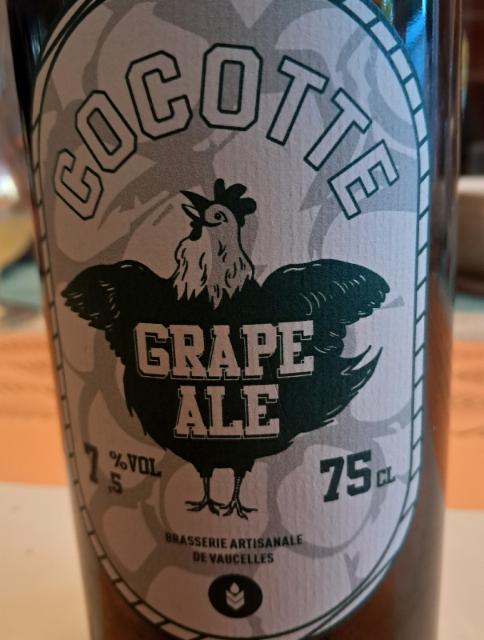 COCOTTE
GRAPE
ALE
7,5 %VOL
75 CL
BRASSERIE ARTISANALE
DE VAUCELLES